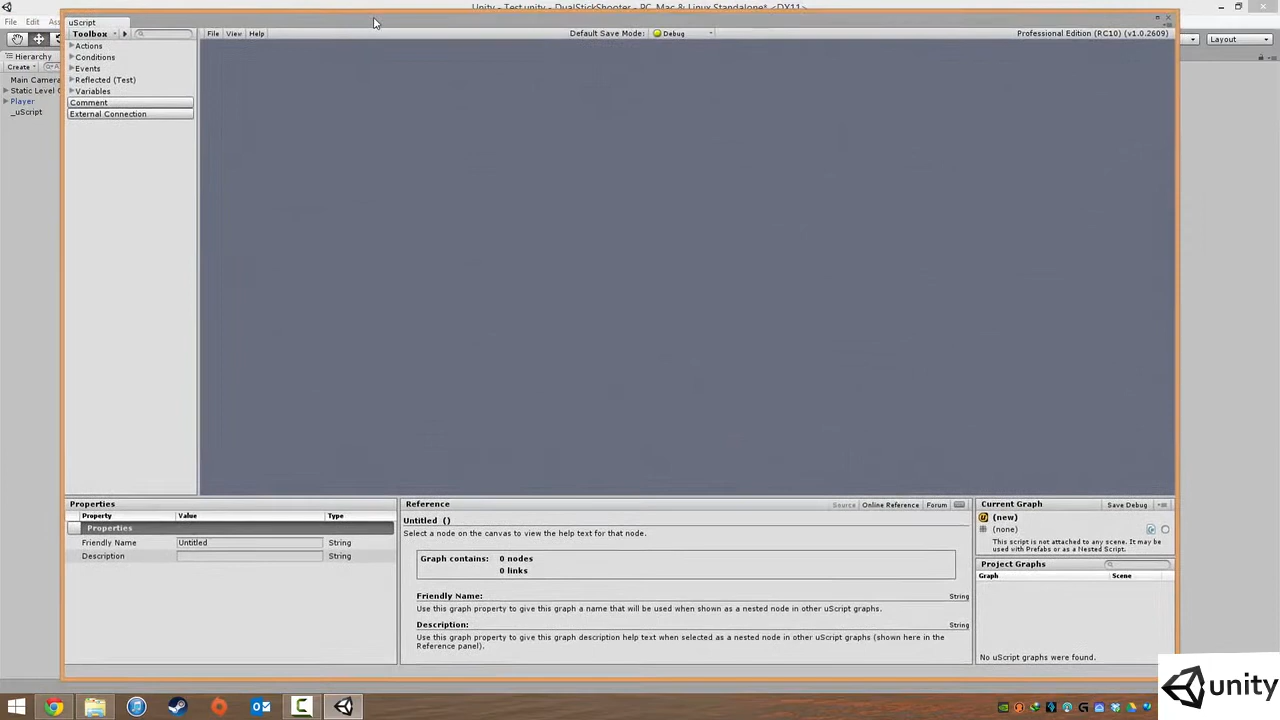 Unity - Test.unity - DualStickShooter - PC, Mac & Linux Standalone* <DX11>
File Edit
uScript
Toolbox
File View Help
Default Save Mode: Debug
Professional Edition (RC10) (v1.0.2609)
Layout
Hierarchy
Create
Main Camera
Static Level
Player
_uScript
Actions
Conditions
Events
Reflected (Test)
Variables
Comment
External Connection
Properties
Property Value Type
Properties
Friendly Name Untitled String
Description String
Reference
Source Online Reference Forum
Untitled ()
Select a node on the canvas to view the help text for that node.
Graph contains: 0 nodes
0 links
Friendly Name: String
Use this graph property to give this graph a name that will be used when shown as a nested node in other uScript graphs.
Description: String
Use this graph property to give this graph description help text when selected as a nested node in other uScript graphs (shown here in the
Reference panel).
Current Graph Save Debug
(new)
(none)
This script is not attached to any scene. It may be
used with Prefabs or as a Nested Script.
Project Graphs
Graph Scene
No uScript graphs were found.
unity